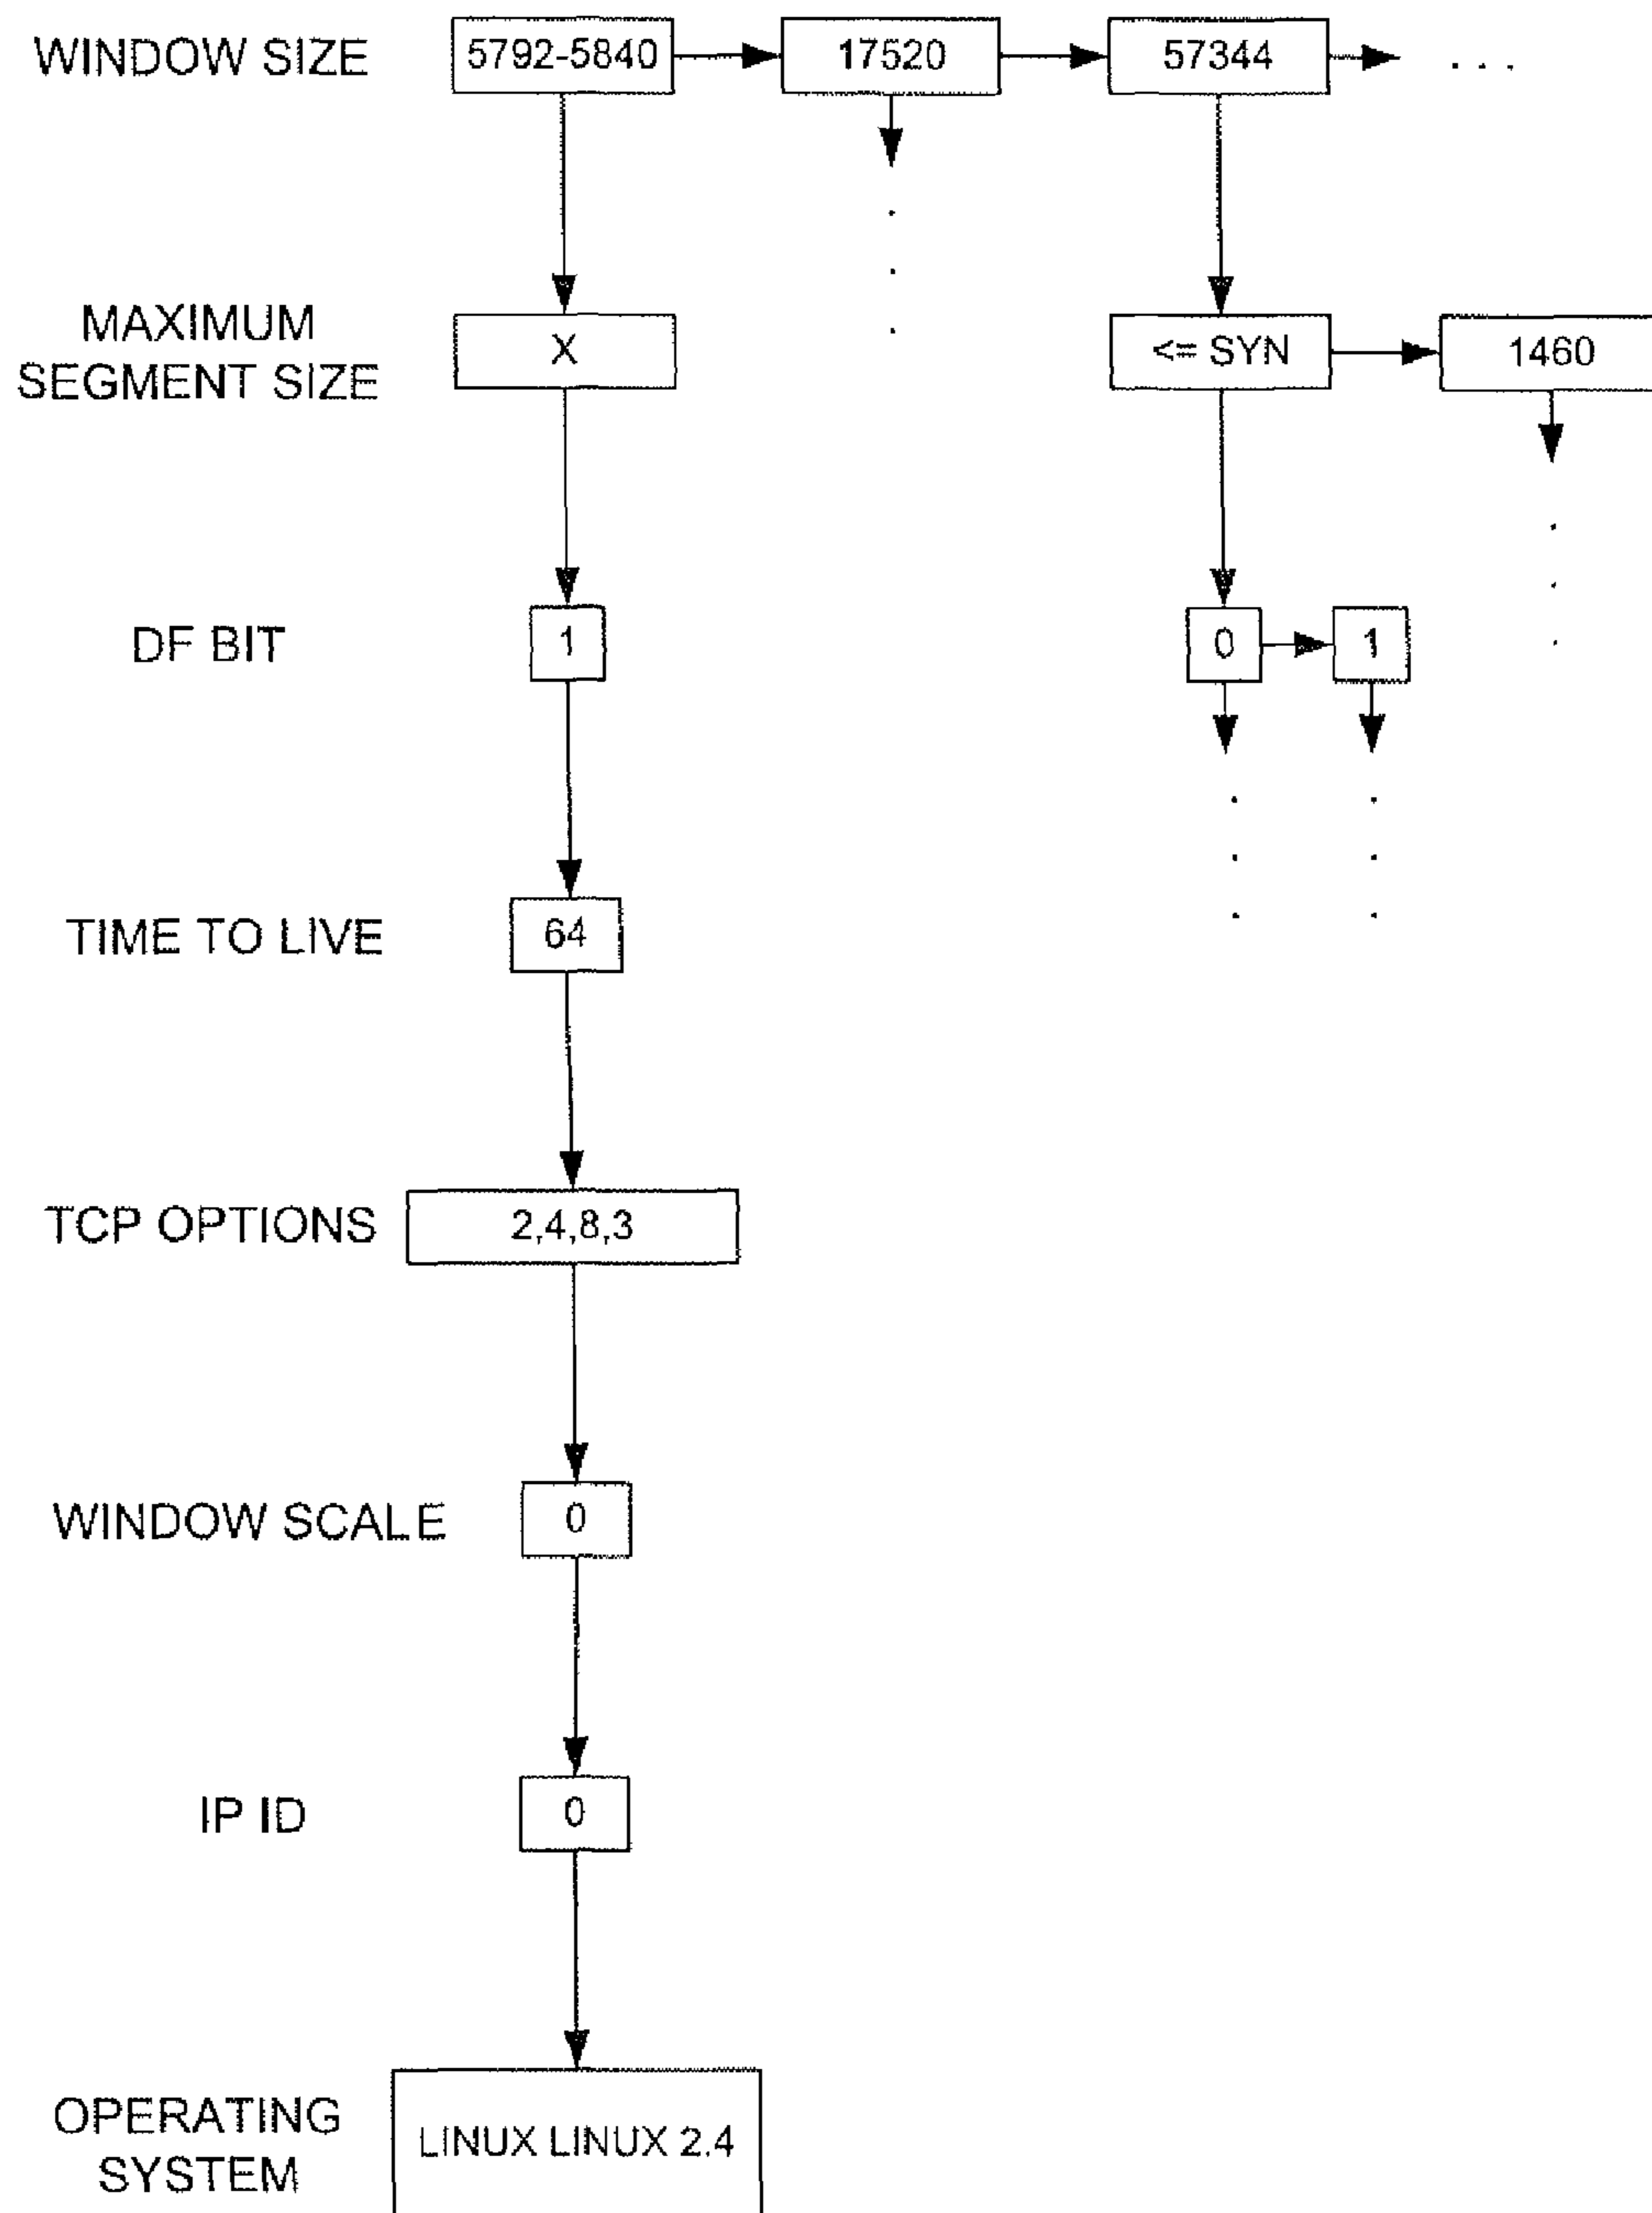 WINDOW SIZE 5792-5840 17520 57344 . . .
MAXIMUM
SEGMENT SIZE X <= SYN 1460
DF BIT 1 0 1
TIME TO LIVE 64
TCP OPTIONS 2,4,8,3
WINDOW SCALE 0
IP ID 0
OPERATING
SYSTEM LINUX LINUX 2.4